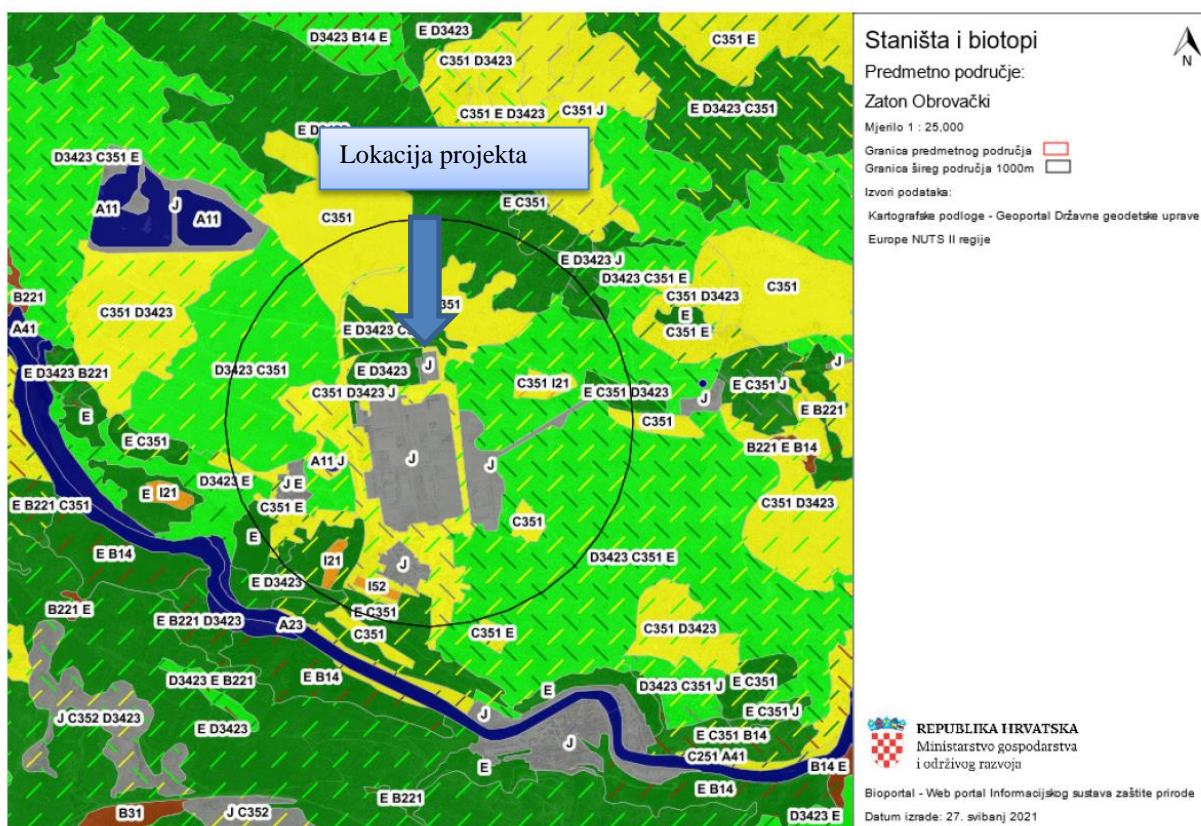 D3423 B14 E
E D3423
C351 E
C351 D3423
C351 E D3423
C351 J
E D3423 C351
Lokacija projekta
D3423 C351 E
A11
J
A11
C351
E C351
E D3423 J
D3423 C351 E
C351
C351 D3423
E
C351 E
B221
A41
C351 D3423
E D3423 B221
D3423 C351
E D3423
J
C351 D3423 J
C351 I21
E C351 D3423
J
E C351 J
J
E B221
C351
B221 E B14
E
E C351
A11 J
J
J
D3423 E
J E
C351 E
E I21
E B221 C351
E B14
E
C351
C351 D3423
D3423 C351 E
I21
J
I52
E D3423
B221 E
E B221 D3423
A23
E C351
C351
C351 E
C351 D3423
E B14
D3423 E B221
E D3423
J C352 D3423
J
E
J
E
D3423 C351 J
E C351
E C351 J
E C351 B14
C251 A41
B14 E
E B14
E B221
B31
J C352
D3423 E
Staništa i biotopi
N
Predmetno područje:
Zaton Obrovački
Mjerilo 1 : 25,000
Granica predmetnog područja
Granica šireg područja 1000m
Izvori podataka:
Kartografske podloge - Geoportal Državne geodetske uprave
Europe NUTS II regije
REPUBLIKA HRVATSKA
Ministarstvo gospodarstva
i održivog razvoja
Bioportal - Web portal Informacijskog sustava zaštite prirode
Datum izrade: 27. svibanj 2021